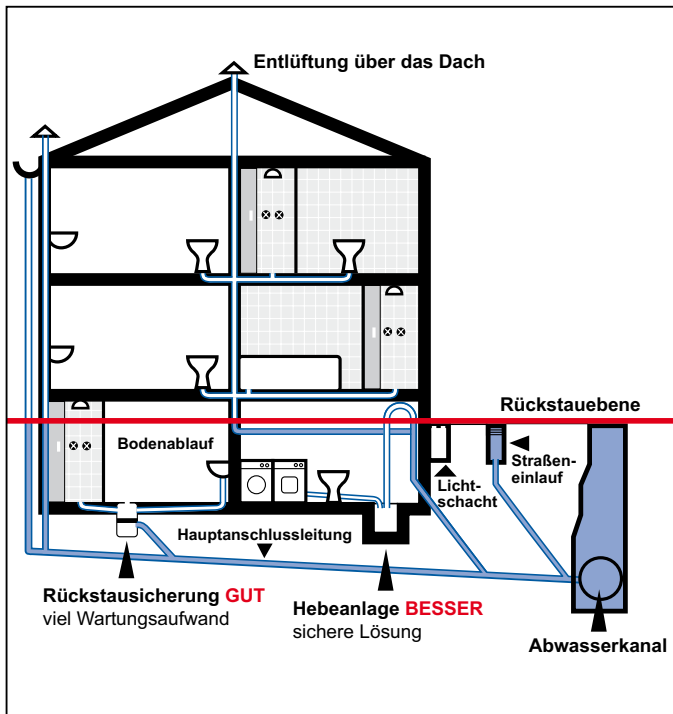 Entlüftung über das Dach
Rückstauebene
Bodenablauf
Straßen-
einlauf
Licht-
schacht
Hauptanschlussleitung
Rückstausicherung GUT
viel Wartungsaufwand
Hebeanlage BESSER
sichere Lösung
Abwasserkanal